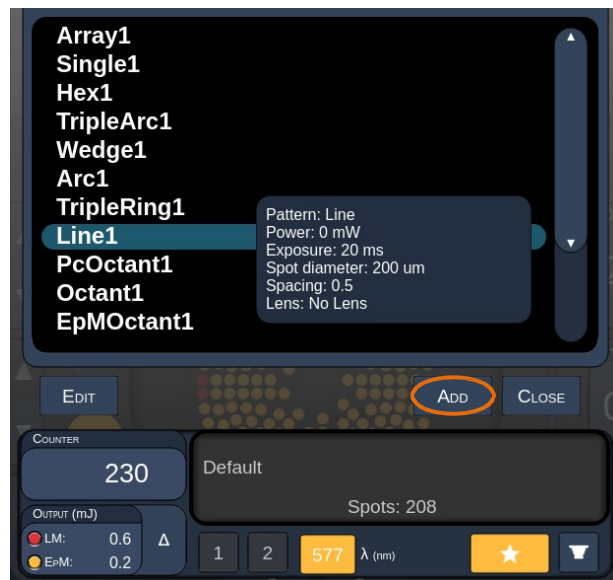 Array1
Single1
Hex1
TripleArc1
Wedge1
Arc1
TripleRing1
Line1
PcOctant1
Octant1
EpMOctant1
Pattern: Line
Power: 0 mW
Exposure: 20 ms
Spot diameter: 200 um
Spacing: 0.5
Lens: No Lens
EDIT
ADD
CLOSE
COUNTER
230
Default
Spots: 208
OUTPUT (mJ)
LM: 0.6
EPM: 0.2
Δ
1 2 577 λ (nm)